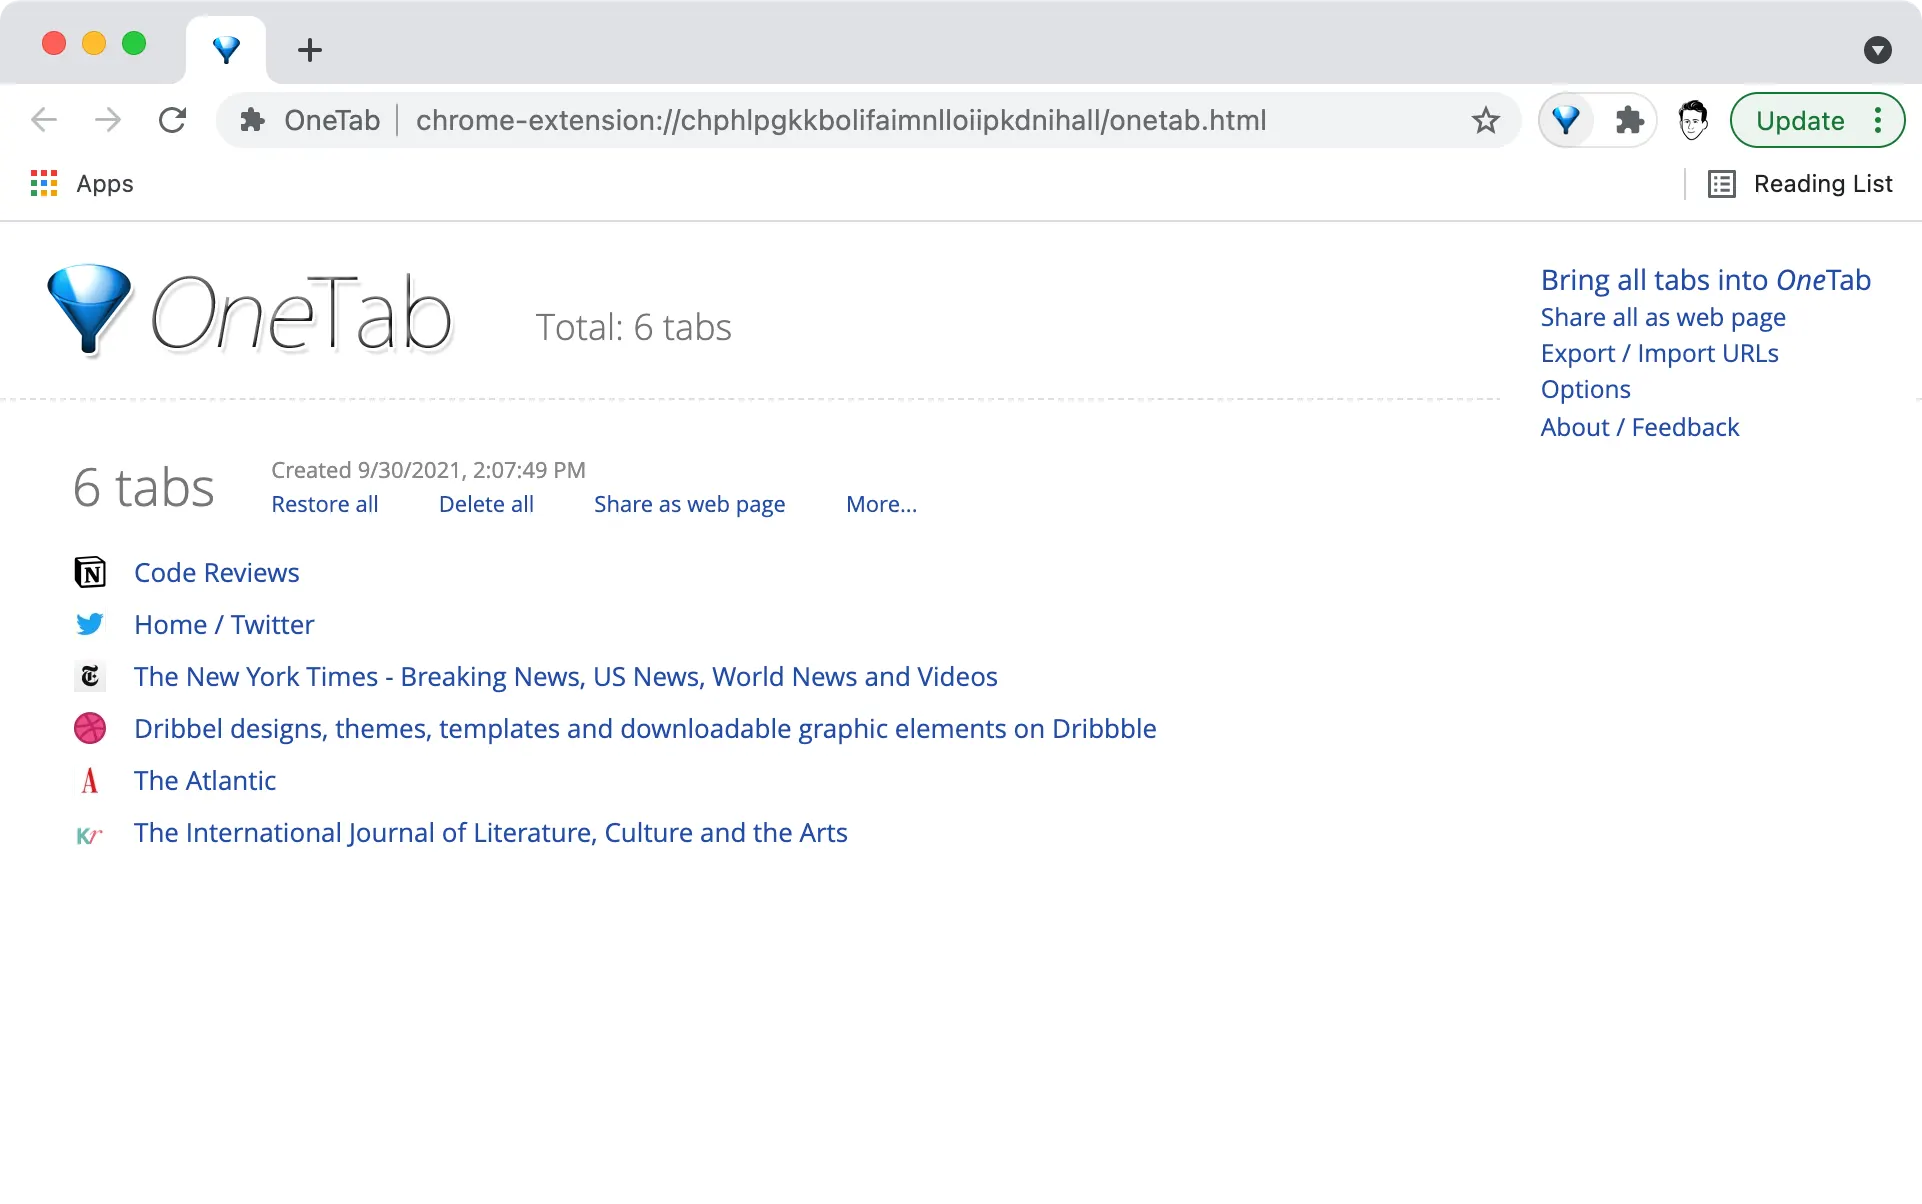 OneTab chrome-extension://chphlpgkkbolifaimnlloiipkdnihall/onetab.html Update
Apps Reading List
OneTab Total: 6 tabs
Bring all tabs into OneTab
Share all as web page
Export / Import URLs
Options
About / Feedback
6 tabs
Created 9/30/2021, 2:07:49 PM
Restore all Delete all Share as web page More...
N Code Reviews
Home / Twitter
T The New York Times - Breaking News, US News, World News and Videos
Dribbel designs, themes, templates and downloadable graphic elements on Dribbble
A The Atlantic
Kr The International Journal of Literature, Culture and the Arts